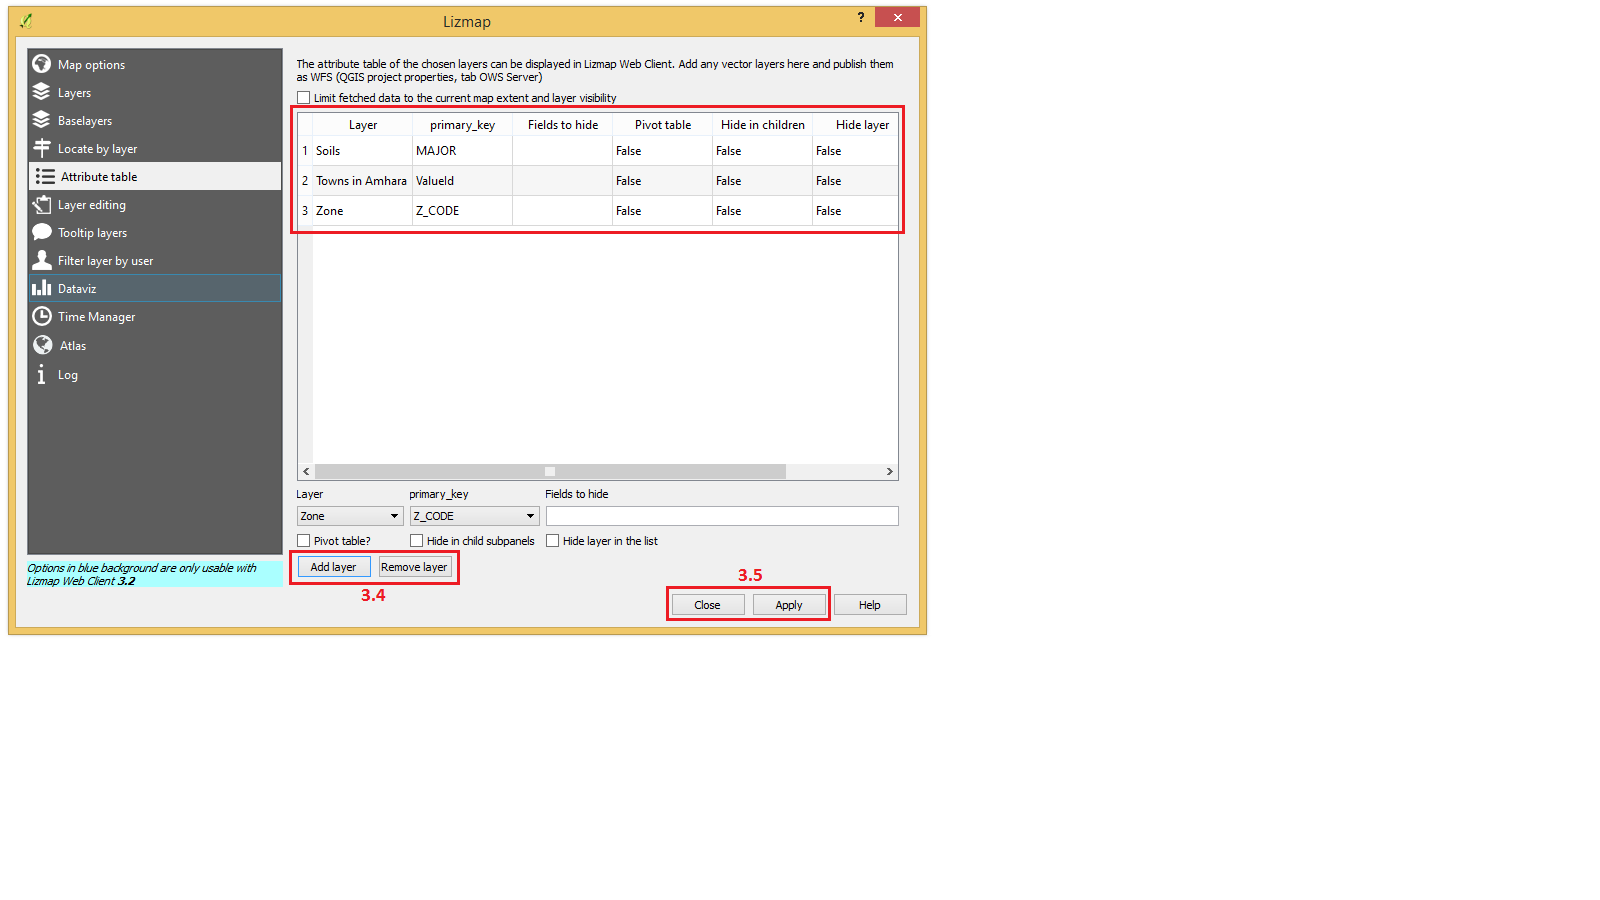 Lizmap
?
Map options
Layers
Baselayers
Locate by layer
Attribute table
Layer editing
Tooltip layers
Filter layer by user
Dataviz
Time Manager
Atlas
Log
Options in blue background are only usable with
Lizmap Web Client 3.2
The attribute table of the chosen layers can be displayed in Lizmap Web Client. Add any vector layers here and publish them
as WFS (QGIS project properties, tab OWS Server)
Limit fetched data to the current map extent and layer visibility
Layer primary_key Fields to hide Pivot table Hide in children Hide layer
1 Soils MAJOR False False False
2 Towns in Amhara ValueId False False False
3 Zone Z_CODE False False False
Layer primary_key Fields to hide
Zone Z_CODE
Pivot table? Hide in child subpanels Hide layer in the list
Add layer Remove layer
3.4
3.5
Close Apply Help